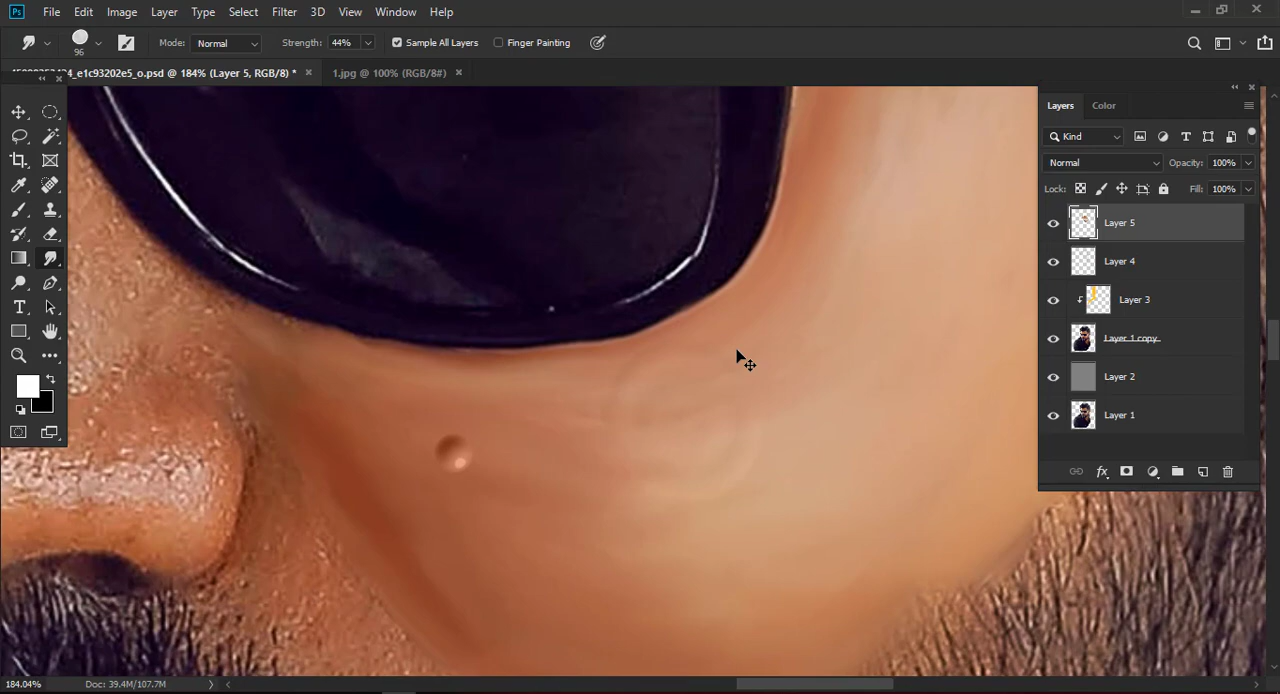 Ps File Edit Image Layer Type Select Filter 3D View Window Help
96 Mode: Normal Strength: 44% Sample All Layers Finger Painting
_e1c93202e5_o.psd @ 184% (Layer 5, RGB/8) * 1.jpg @ 100% (RGB/8#)
Layers Color
Kind
Normal Opacity: 100%
Lock: Fill: 100%
Layer 5
Layer 4
Layer 3
Layer 1 copy
Layer 2
Layer 1
fx
184.04% Doc: 39.4M/107.7M